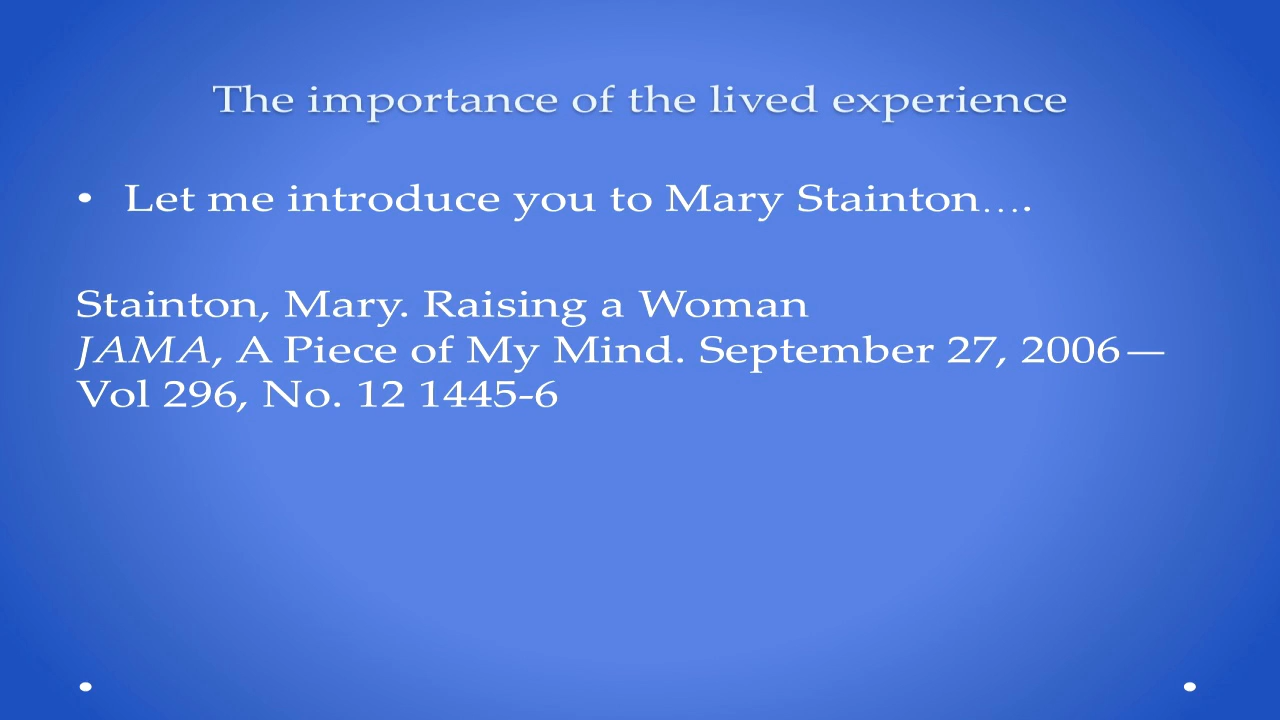 The importance of the lived experience
• Let me introduce you to Mary Stainton….
Stainton, Mary. Raising a Woman
JAMA, A Piece of My Mind. September 27, 2006—
Vol 296, No. 12 1445-6